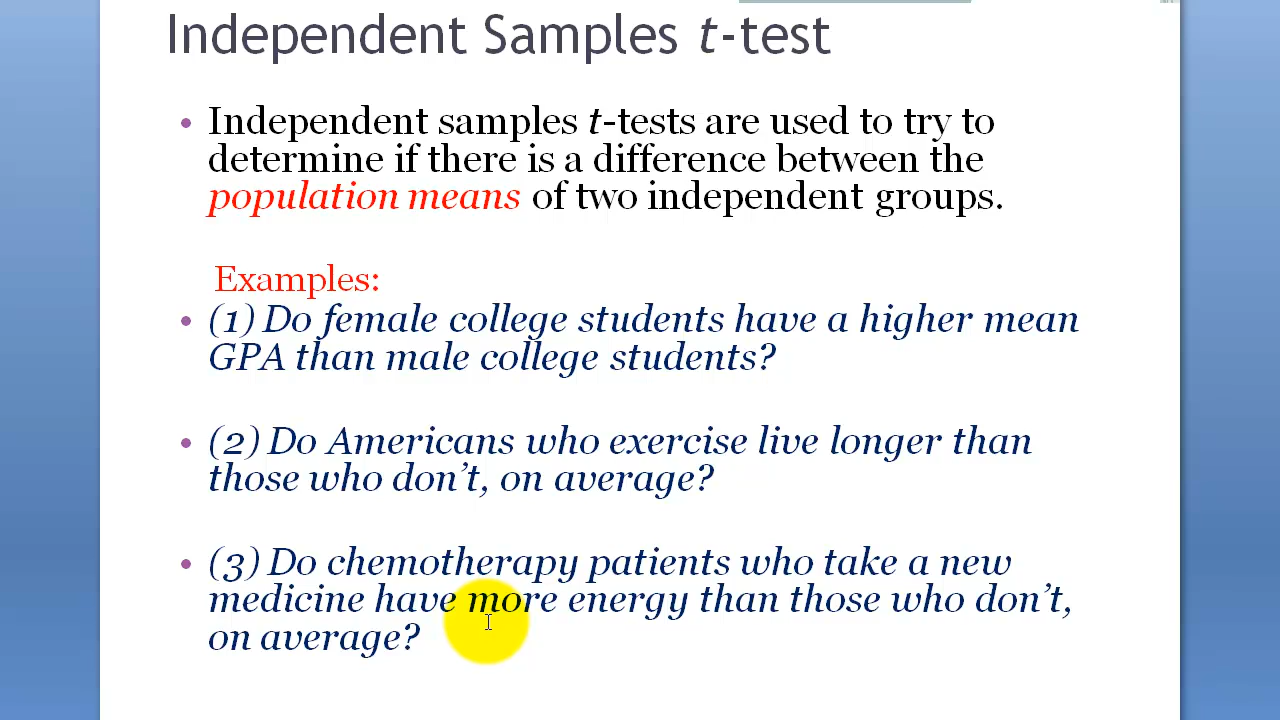 Independent Samples t-test
• Independent samples t-tests are used to try to
determine if there is a difference between the
population means of two independent groups.
Examples:
• (1) Do female college students have a higher mean
GPA than male college students?
• (2) Do Americans who exercise live longer than
those who don’t, on average?
• (3) Do chemotherapy patients who take a new
medicine have more energy than those who don’t,
on average?